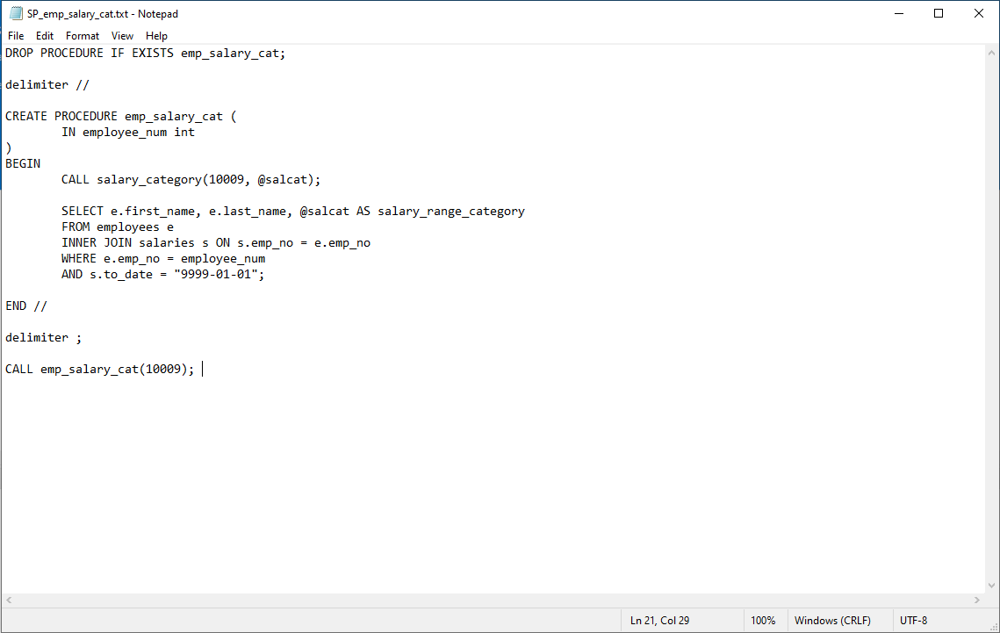 SP_emp_salary_cat.txt - Notepad
File Edit Format View Help
DROP PROCEDURE IF EXISTS emp_salary_cat;
delimiter //
CREATE PROCEDURE emp_salary_cat (
IN employee_num int
)
BEGIN
CALL salary_category(10009, @salcat);
SELECT e.first_name, e.last_name, @salcat AS salary_range_category
FROM employees e
INNER JOIN salaries s ON s.emp_no = e.emp_no
WHERE e.emp_no = employee_num
AND s.to_date = "9999-01-01";
END //
delimiter ;
CALL emp_salary_cat(10009);
Ln 21, Col 29 100% Windows (CRLF) UTF-8